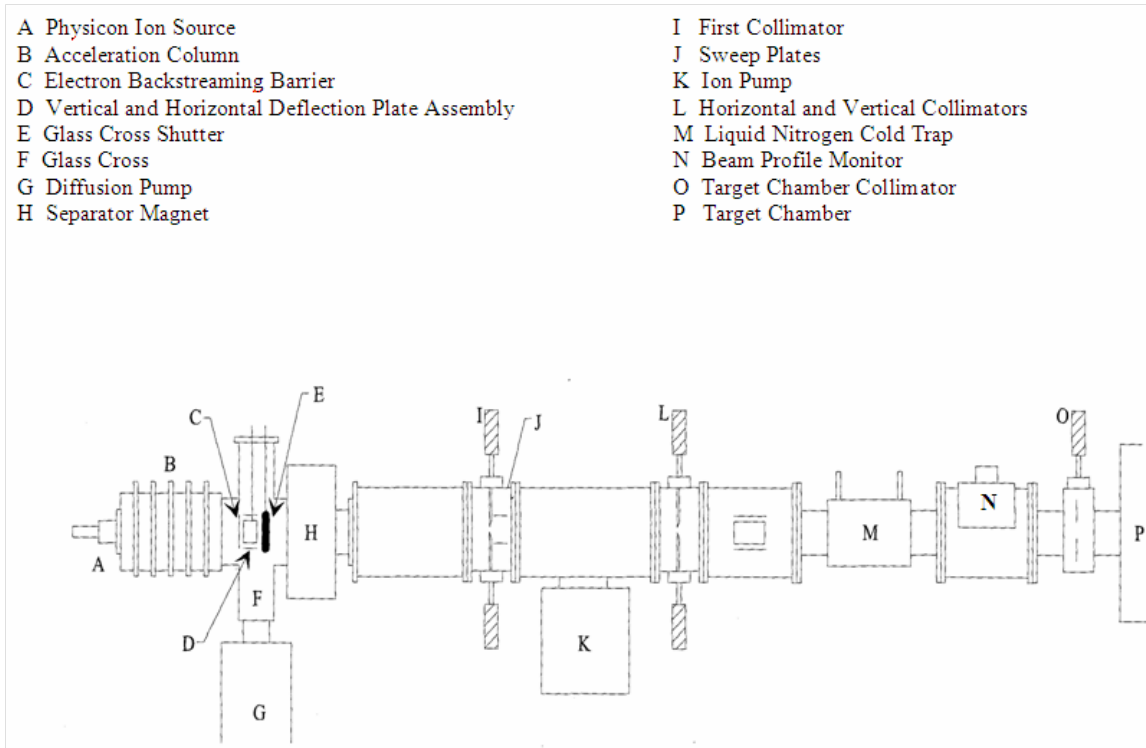 A Physicon Ion Source
B Acceleration Column
C Electron Backstreaming Barrier
D Vertical and Horizontal Deflection Plate Assembly
E Glass Cross Shutter
F Glass Cross
G Diffusion Pump
H Separator Magnet
I First Collimator
J Sweep Plates
K Ion Pump
L Horizontal and Vertical Collimators
M Liquid Nitrogen Cold Trap
N Beam Profile Monitor
O Target Chamber Collimator
P Target Chamber
E
C
I
J
L
O
B
N
A
H
M
P
F
D
K
G